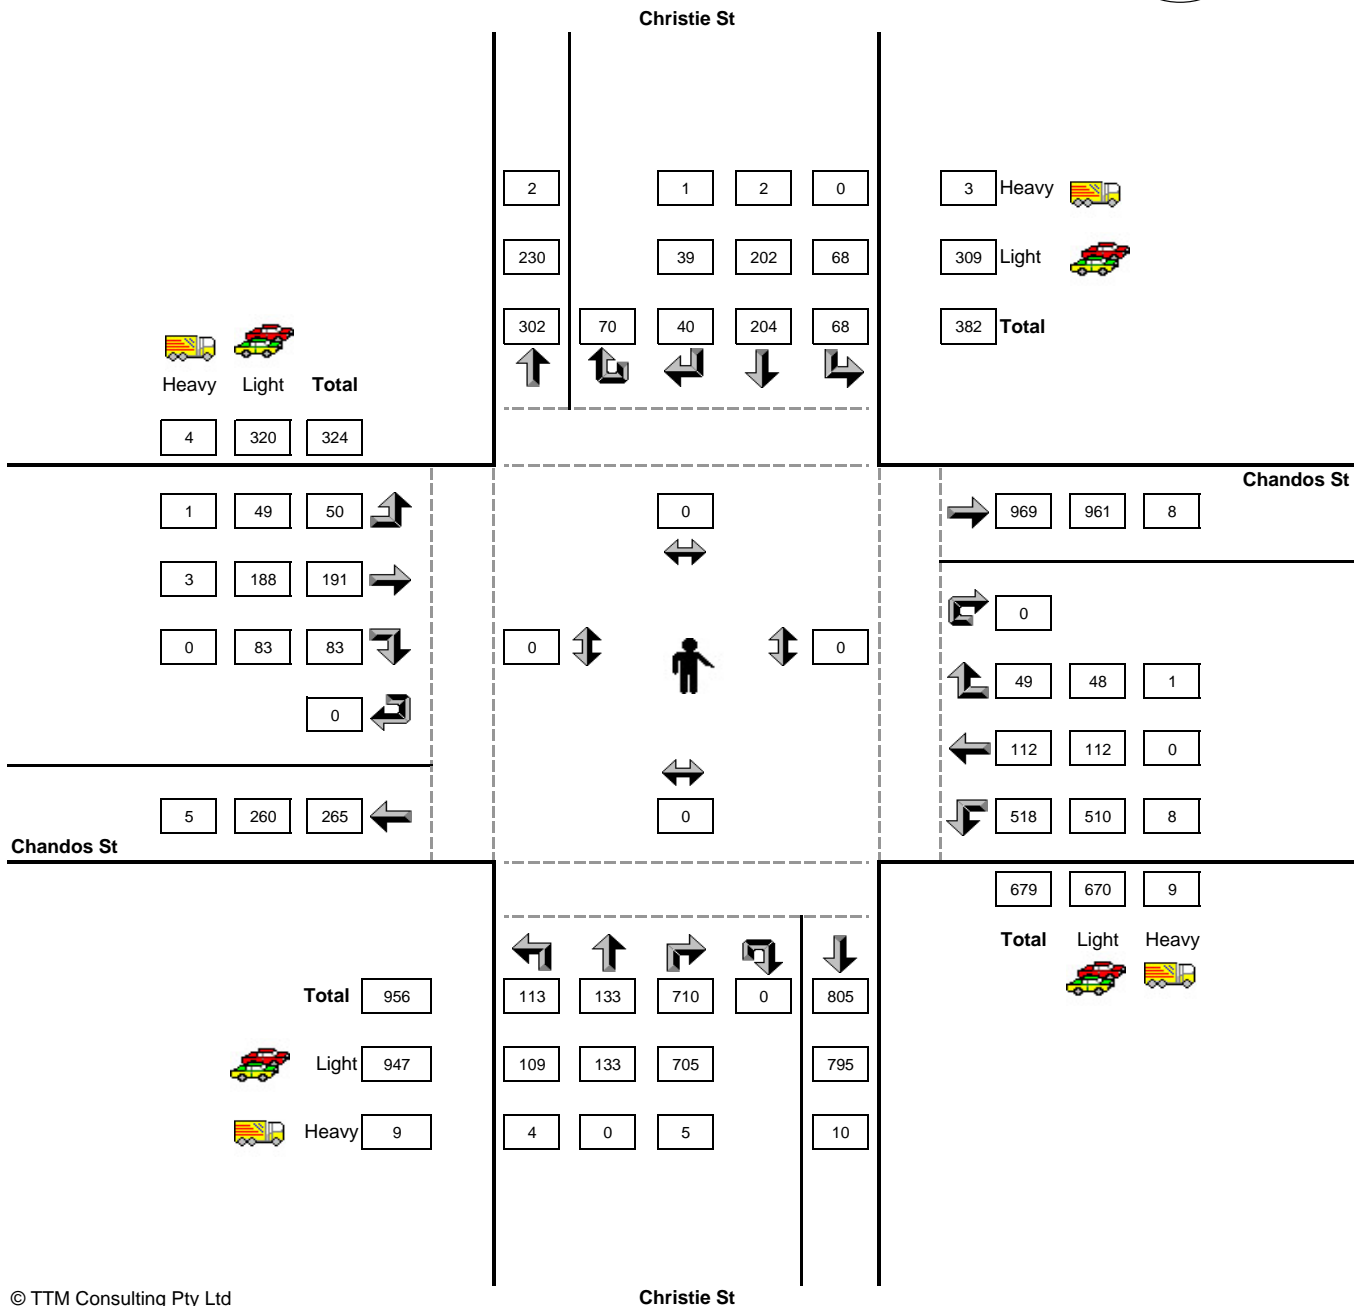 Christie St
2 1 2 0 3 Heavy
230 39 202 68 309 Light
302 70 40 204 68 382 Total
Heavy Light Total
4 320 324
Chandos St
1 49 50 0 969 961 8
3 188 191
0
0 83 83 0 0
49 48 1
0
112 112 0
5 260 265 0 518 510 8
Chandos St
679 670 9
Total Light Heavy
Total 956 113 133 710 0 805
Light 947 109 133 705 795
Heavy 9 4 0 5 10
© TTM Consulting Pty Ltd
Christie St